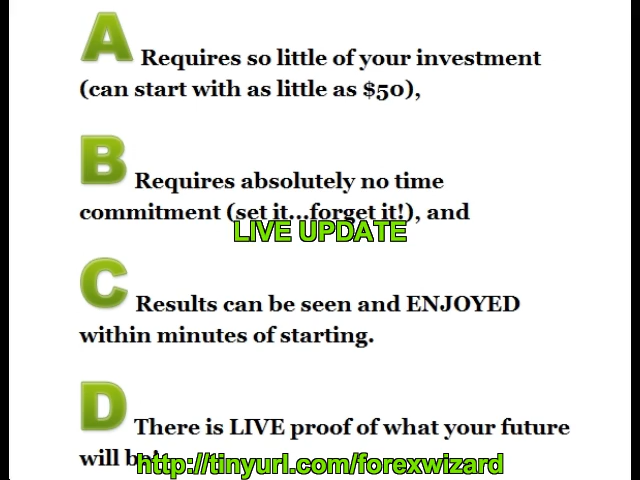 A Requires so little of your investment
(can start with as little as $50),
B Requires absolutely no time
commitment (set it...forget it!), and
LIVE UPDATE
C Results can be seen and ENJOYED
within minutes of starting.
D There is LIVE proof of what your future
will be
http://tinyurl.com/forexwizard